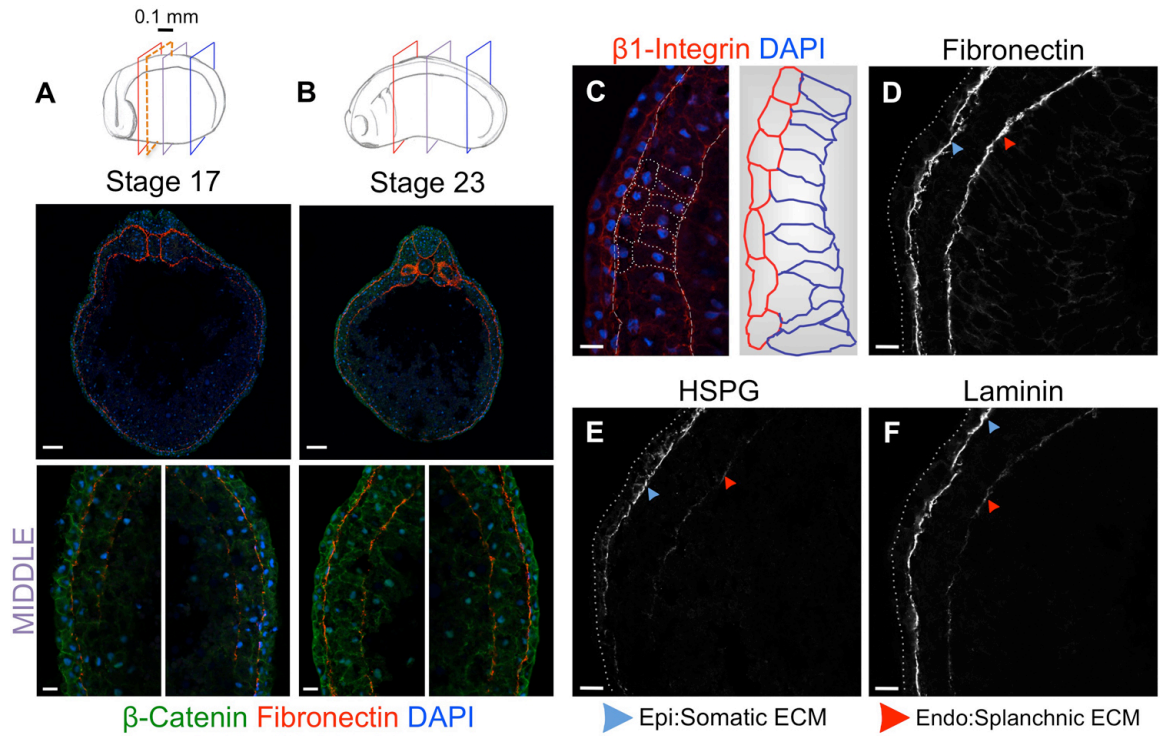 0.1 mm
A
B
Stage 17
Stage 23
MIDDLE
β-Catenin Fibronectin DAPI
β1-Integrin DAPI
C
Fibronectin
D
HSPG
E
Laminin
F
Epi:Somatic ECM
Endo:Splanchnic ECM